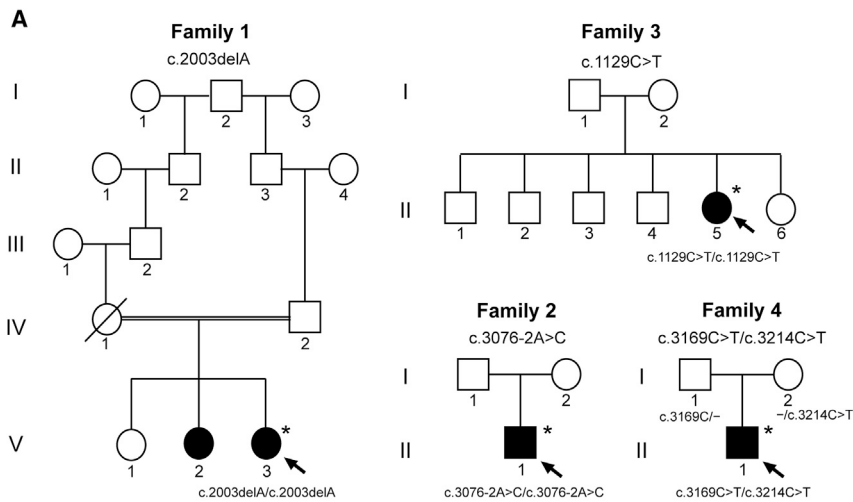 A
Family 1
c.2003delA
I
1
2
3
II
1
2
3
4
III
1
2
IV
1
2
V
1
2
3
*
c.2003delA/c.2003delA
Family 3
c.1129C>T
I
1
2
II
1
2
3
4
5
*
6
c.1129C>T/c.1129C>T
Family 2
c.3076-2A>C
I
1
2
II
1
*
c.3076-2A>C/c.3076-2A>C
Family 4
c.3169C>T/c.3214C>T
I
1
2
c.3169C/−
−/c.3214C>T
II
1
*
c.3169C>T/c.3214C>T